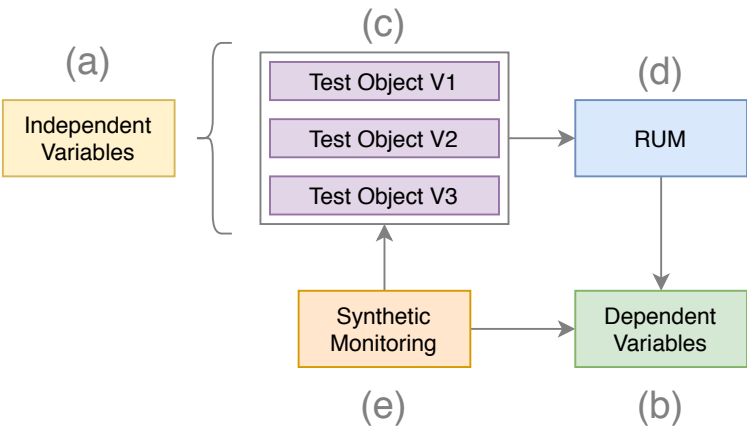 (c)
(a)
(d)
Test Object V1
Independent
Variables
Test Object V2
RUM
Test Object V3
Synthetic
Monitoring
Dependent
Variables
(e)
(b)